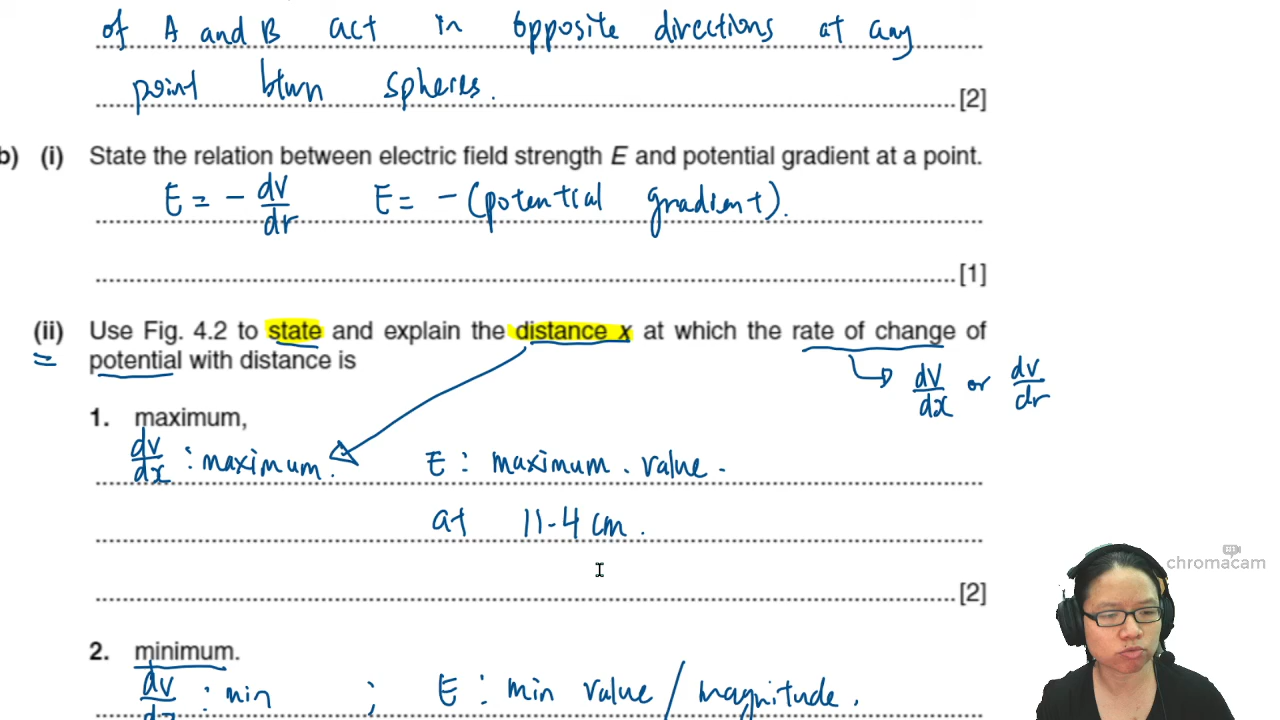 of A and B act in opposite directions at any
point btwn spheres. [2]
b) (i) State the relation between electric field strength E and potential gradient at a point.
E = - dV/dr E = - (potential gradient).
[1]
(ii) Use Fig. 4.2 to state and explain the distance x at which the rate of change of
potential with distance is
dV/dx or dV/dr
1. maximum,
dV/dx : maximum. E : maximum. value.
at 11.4 cm.
[2]
2. minimum.
dV/dx : min ; E : min value / magnitude.
chromacam